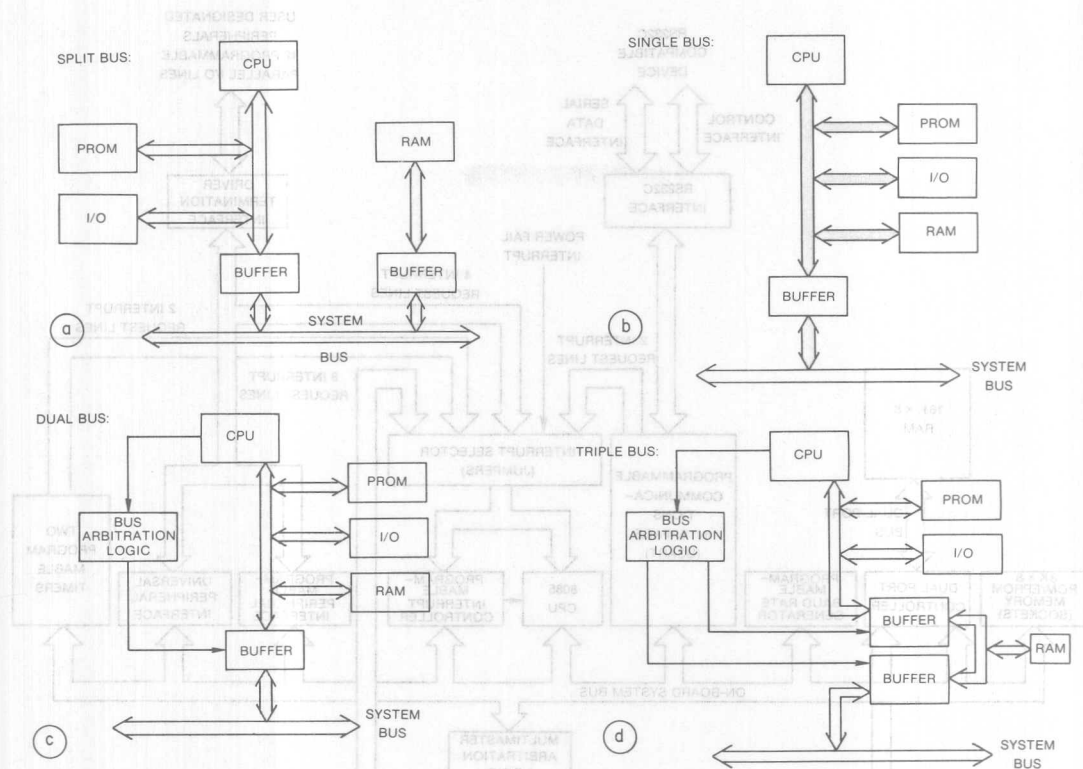 SPLIT BUS:
CPU
PROM
I/O
RAM
BUFFER
BUFFER
SYSTEM
BUS
a
SINGLE BUS:
CPU
PROM
I/O
RAM
BUFFER
SYSTEM
BUS
b
DUAL BUS:
CPU
PROM
BUS
ARBITRATION
LOGIC
I/O
RAM
BUFFER
SYSTEM
BUS
c
TRIPLE BUS:
CPU
PROM
BUS
ARBITRATION
LOGIC
I/O
BUFFER
BUFFER
RAM
SYSTEM
BUS
d